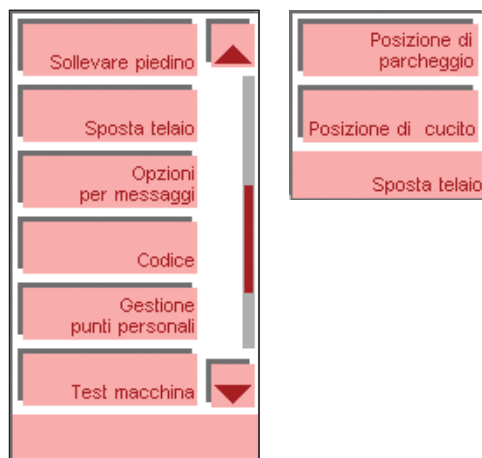 Sollevare piedino
Sposta telaio
Opzioni
per messaggi
Codice
Gestione
punti personali
Test macchina
Posizione di
parcheggio
Posizione di cucito
Sposta telaio